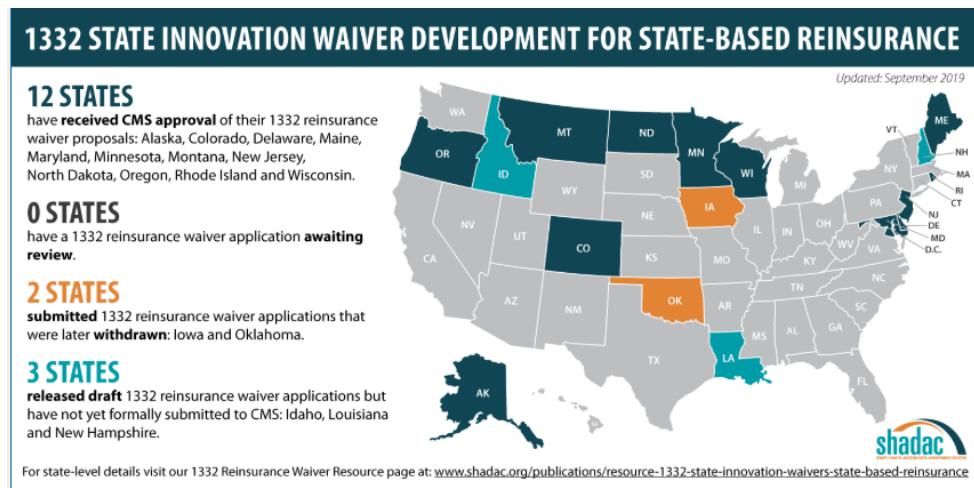 1332 STATE INNOVATION WAIVER DEVELOPMENT FOR STATE-BASED REINSURANCE
Updated: September 2019
12 STATES
have received CMS approval of their 1332 reinsurance
waiver proposals: Alaska, Colorado, Delaware, Maine,
Maryland, Minnesota, Montana, New Jersey,
North Dakota, Oregon, Rhode Island and Wisconsin.
0 STATES
have a 1332 reinsurance waiver application awaiting
review.
2 STATES
submitted 1332 reinsurance waiver applications that
were later withdrawn: Iowa and Oklahoma.
3 STATES
released draft 1332 reinsurance waiver applications but
have not yet formally submitted to CMS: Idaho, Louisiana
and New Hampshire.
WA
MT
ND
MN
OR
ID
WY
SD
WI
MI
NY
VT
ME
NH
MA
RI
CT
NJ
DE
MD
D.C.
PA
NV
UT
CO
NE
IA
IL
IN
OH
WV
VA
CA
KS
MO
KY
NC
AZ
NM
OK
AR
TN
SC
TX
LA
MS
AL
GA
FL
AK
HI
shadac
For state-level details visit our 1332 Reinsurance Waiver Resource page at: www.shadac.org/publications/resource-1332-state-innovation-waivers-state-based-reinsurance